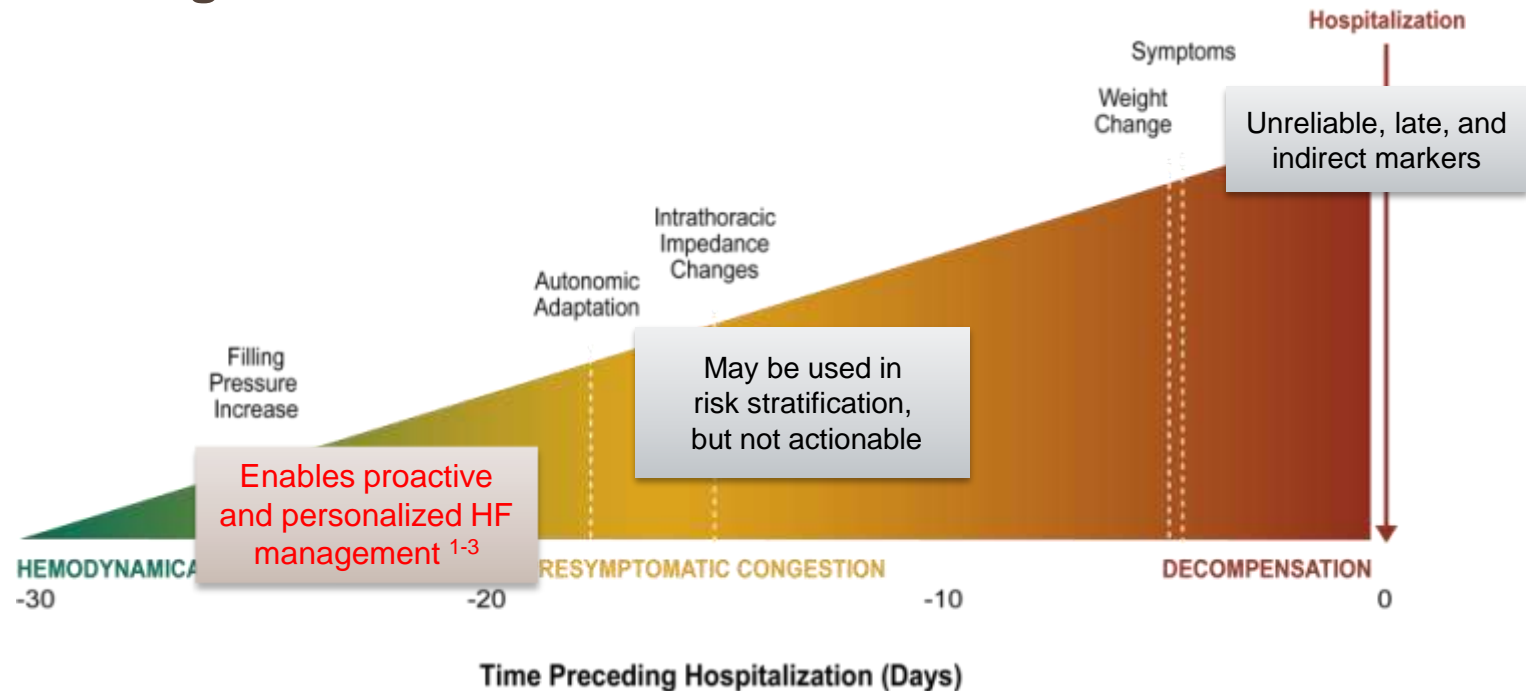 Hospitalization
Symptoms
Weight
Change
Unreliable, late, and
indirect markers
Intrathoracic
Impedance
Changes
Autonomic
Adaptation
Filling
Pressure
Increase
May be used in
risk stratification,
but not actionable
Enables proactive
and personalized HF
management 1-3
HEMODYNAMICA
RESYMPTOMATIC CONGESTION
DECOMPENSATION
-30 -20 -10 0
Time Preceding Hospitalization (Days)